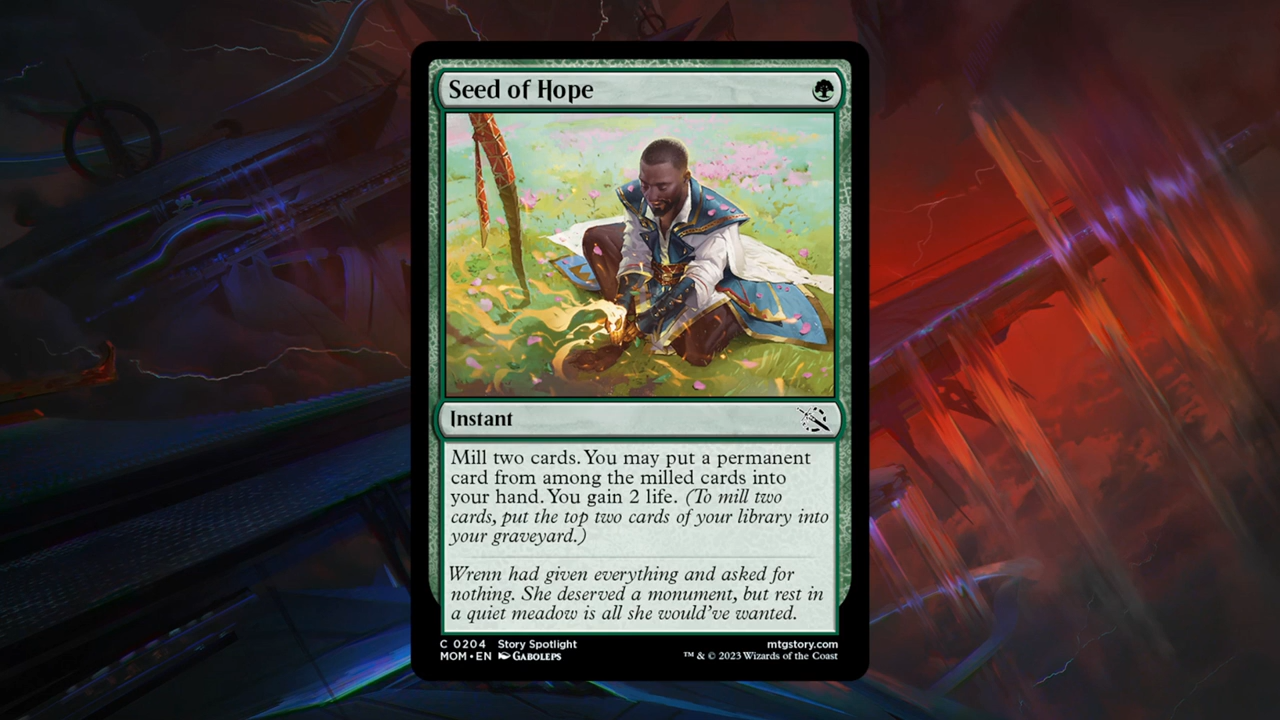 Seed of Hope
Instant
Mill two cards. You may put a permanent
card from among the milled cards into
your hand. You gain 2 life. (To mill two
cards, put the top two cards of your library into
your graveyard.)
Wrenn had given everything and asked for
nothing. She deserved a monument, but rest in
a quiet meadow is all she would've wanted.
C 0204 Story Spotlight mtgstory.com
MOM • EN Gaboleps ™ & © 2023 Wizards of the Coast